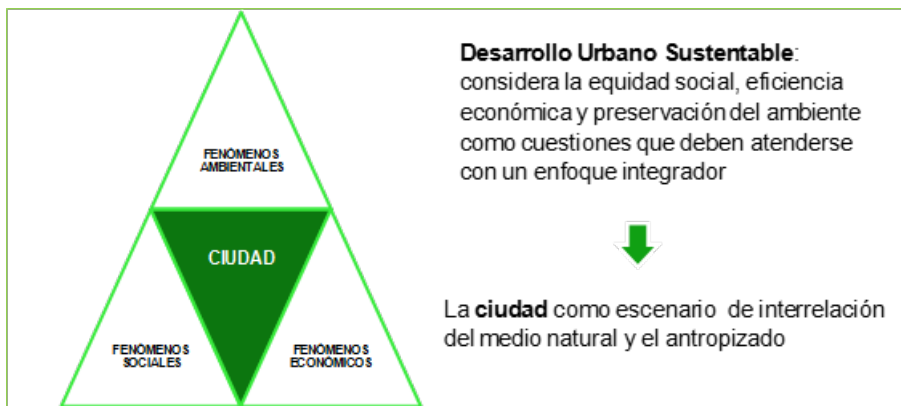 FENÓMENOS
AMBIENTALES
CIUDAD
FENÓMENOS
SOCIALES
FENÓMENOS
ECONÓMICOS
Desarrollo Urbano Sustentable:
considera la equidad social, eficiencia
económica y preservación del ambiente
como cuestiones que deben atenderse
con un enfoque integrador
La ciudad como escenario de interrelación
del medio natural y el antropizado